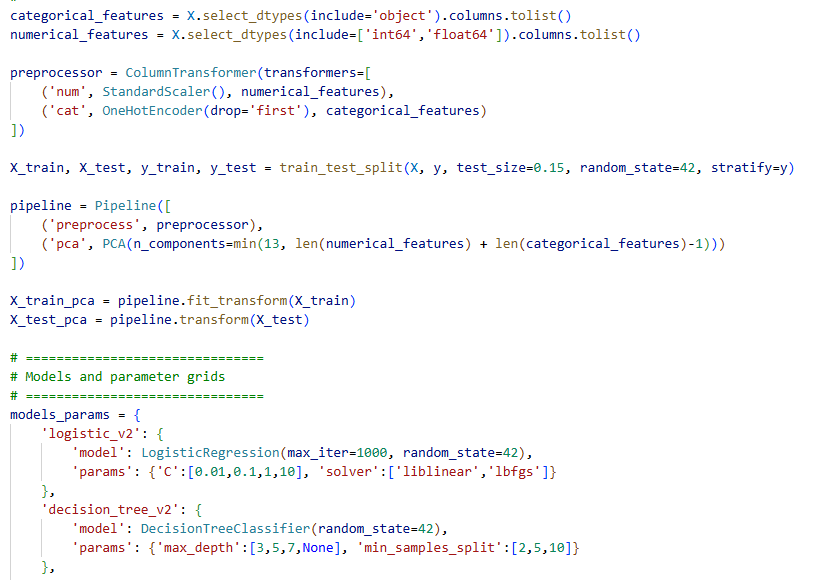 categorical_features = X.select_dtypes(include='object').columns.tolist()
numerical_features = X.select_dtypes(include=['int64','float64']).columns.tolist()

preprocessor = ColumnTransformer(transformers=[
    ('num', StandardScaler(), numerical_features),
    ('cat', OneHotEncoder(drop='first'), categorical_features)
])

X_train, X_test, y_train, y_test = train_test_split(X, y, test_size=0.15, random_state=42, stratify=y)

pipeline = Pipeline([
    ('preprocess', preprocessor),
    ('pca', PCA(n_components=min(13, len(numerical_features) + len(categorical_features)-1)))
])

X_train_pca = pipeline.fit_transform(X_train)
X_test_pca = pipeline.transform(X_test)

# ==============================
# Models and parameter grids
# ==============================
models_params = {
    'logistic_v2': {
        'model': LogisticRegression(max_iter=1000, random_state=42),
        'params': {'C':[0.01,0.1,1,10], 'solver':['liblinear','lbfgs']}
    },
    'decision_tree_v2': {
        'model': DecisionTreeClassifier(random_state=42),
        'params': {'max_depth':[3,5,7,None], 'min_samples_split':[2,5,10]}
    },